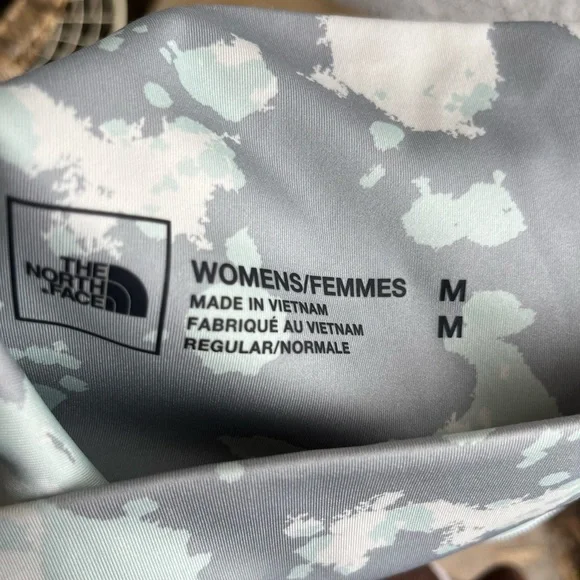 THE
NORTH
FACE
WOMENS/FEMMES M
MADE IN VIETNAM
FABRIQUÉ AU VIETNAM M
REGULAR/NORMALE